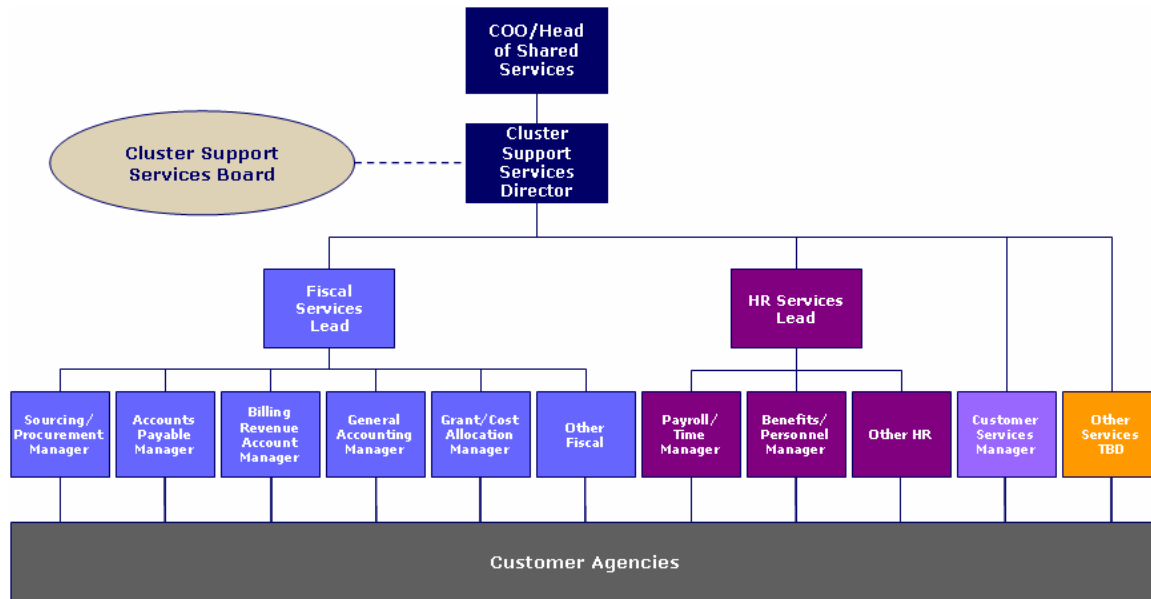 COO/Head
of Shared
Services
Cluster Support
Services Board
Cluster
Support
Services
Director
Fiscal
Services
Lead
HR Services
Lead
Sourcing/
Procurement
Manager
Accounts
Payable
Manager
Billing
Revenue
Account
Manager
General
Accounting
Manager
Grant/Cost
Allocation
Manager
Other
Fiscal
Payroll/
Time
Manager
Benefits/
Personnel
Manager
Other HR
Customer
Services
Manager
Other
Services
TBD
Customer Agencies